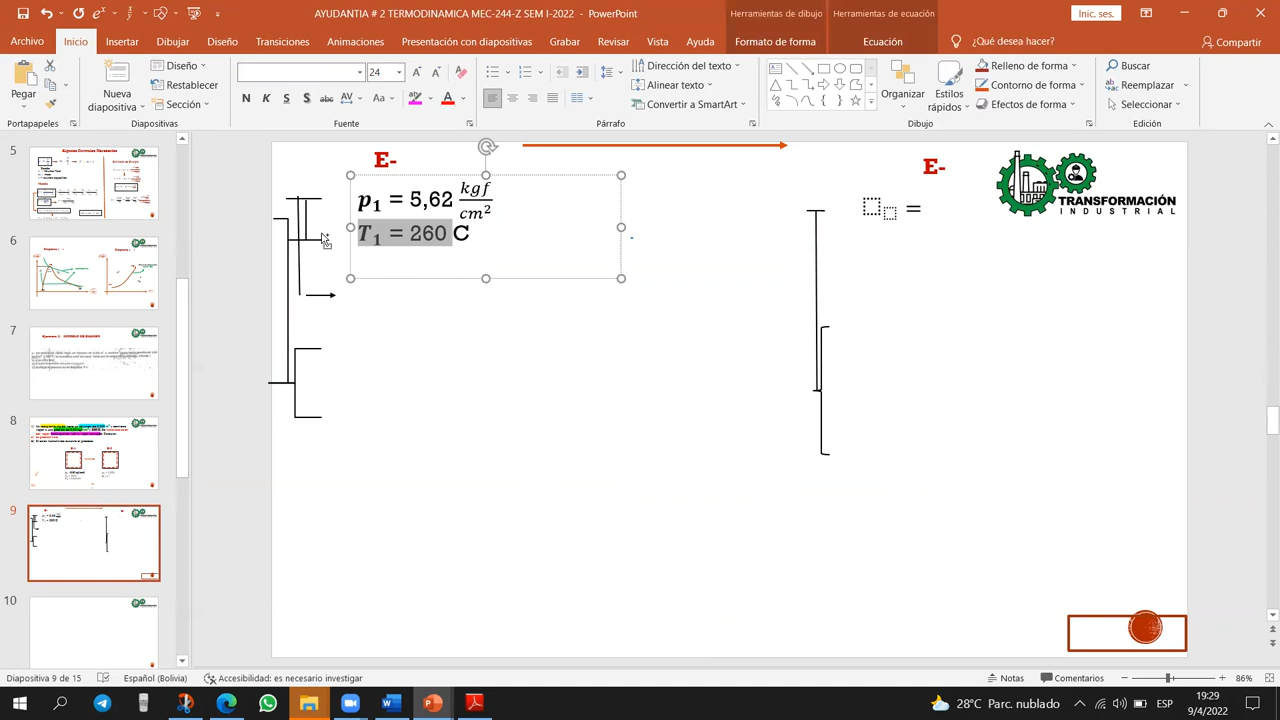 AYUDANTIA # 2 TERMODINAMICA MEC-244-Z SEM I-2022 - PowerPoint
Herramientas de dibujo
Herramientas de ecuación
Inic. ses.
Archivo
Inicio
Insertar
Dibujar
Diseño
Transiciones
Animaciones
Presentación con diapositivas
Grabar
Revisar
Vista
Ayuda
Formato de forma
Ecuación
¿Qué desea hacer?
Compartir
Pegar
Nueva diapositiva
Diseño
Restablecer
Sección
24
N K S S abc AV Aa A
Dirección del texto
Alinear texto
Convertir a SmartArt
Organizar
Estilos rápidos
Relleno de forma
Contorno de forma
Efectos de forma
Buscar
Reemplazar
Seleccionar
Portapapeles
Diapositivas
Fuente
Párrafo
Dibujo
Edición
5
6
7
8
9
10
E-
p₁ = 5,62 kgf/cm²
T₁ = 260 C
E-
=
TRANSFORMACIÓN
INDUSTRIAL
Diapositiva 9 de 15
Español (Bolivia)
Accesibilidad: es necesario investigar
Notas
Comentarios
86%
28°C Parc. nublado
ESP
19:29
9/4/2022